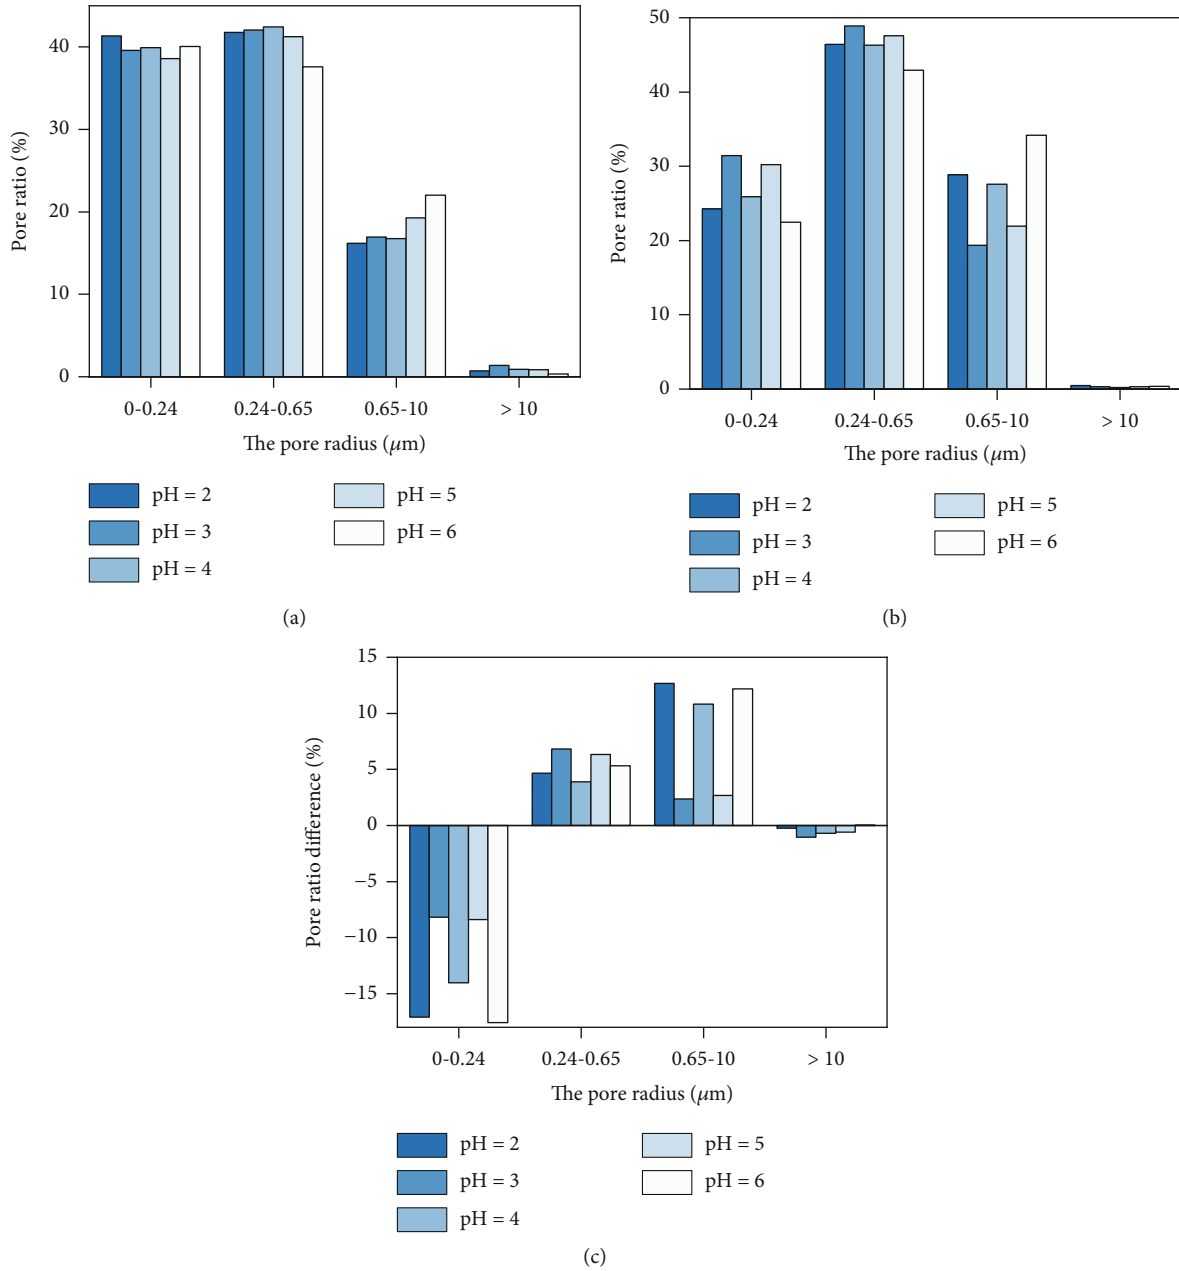 40
30
20
10
0
Pore ratio (%)
0-0.24 0.24-0.65 0.65-10 > 10
The pore radius (μm)
pH = 2 pH = 5
pH = 3 pH = 6
pH = 4
(a)
50
40
30
20
10
0
Pore ratio (%)
0-0.24 0.24-0.65 0.65-10 > 10
The pore radius (μm)
pH = 2 pH = 5
pH = 3 pH = 6
pH = 4
(b)
15
10
5
0
−5
−10
−15
Pore ratio difference (%)
0-0.24 0.24-0.65 0.65-10 > 10
The pore radius (μm)
pH = 2 pH = 5
pH = 3 pH = 6
pH = 4
(c)